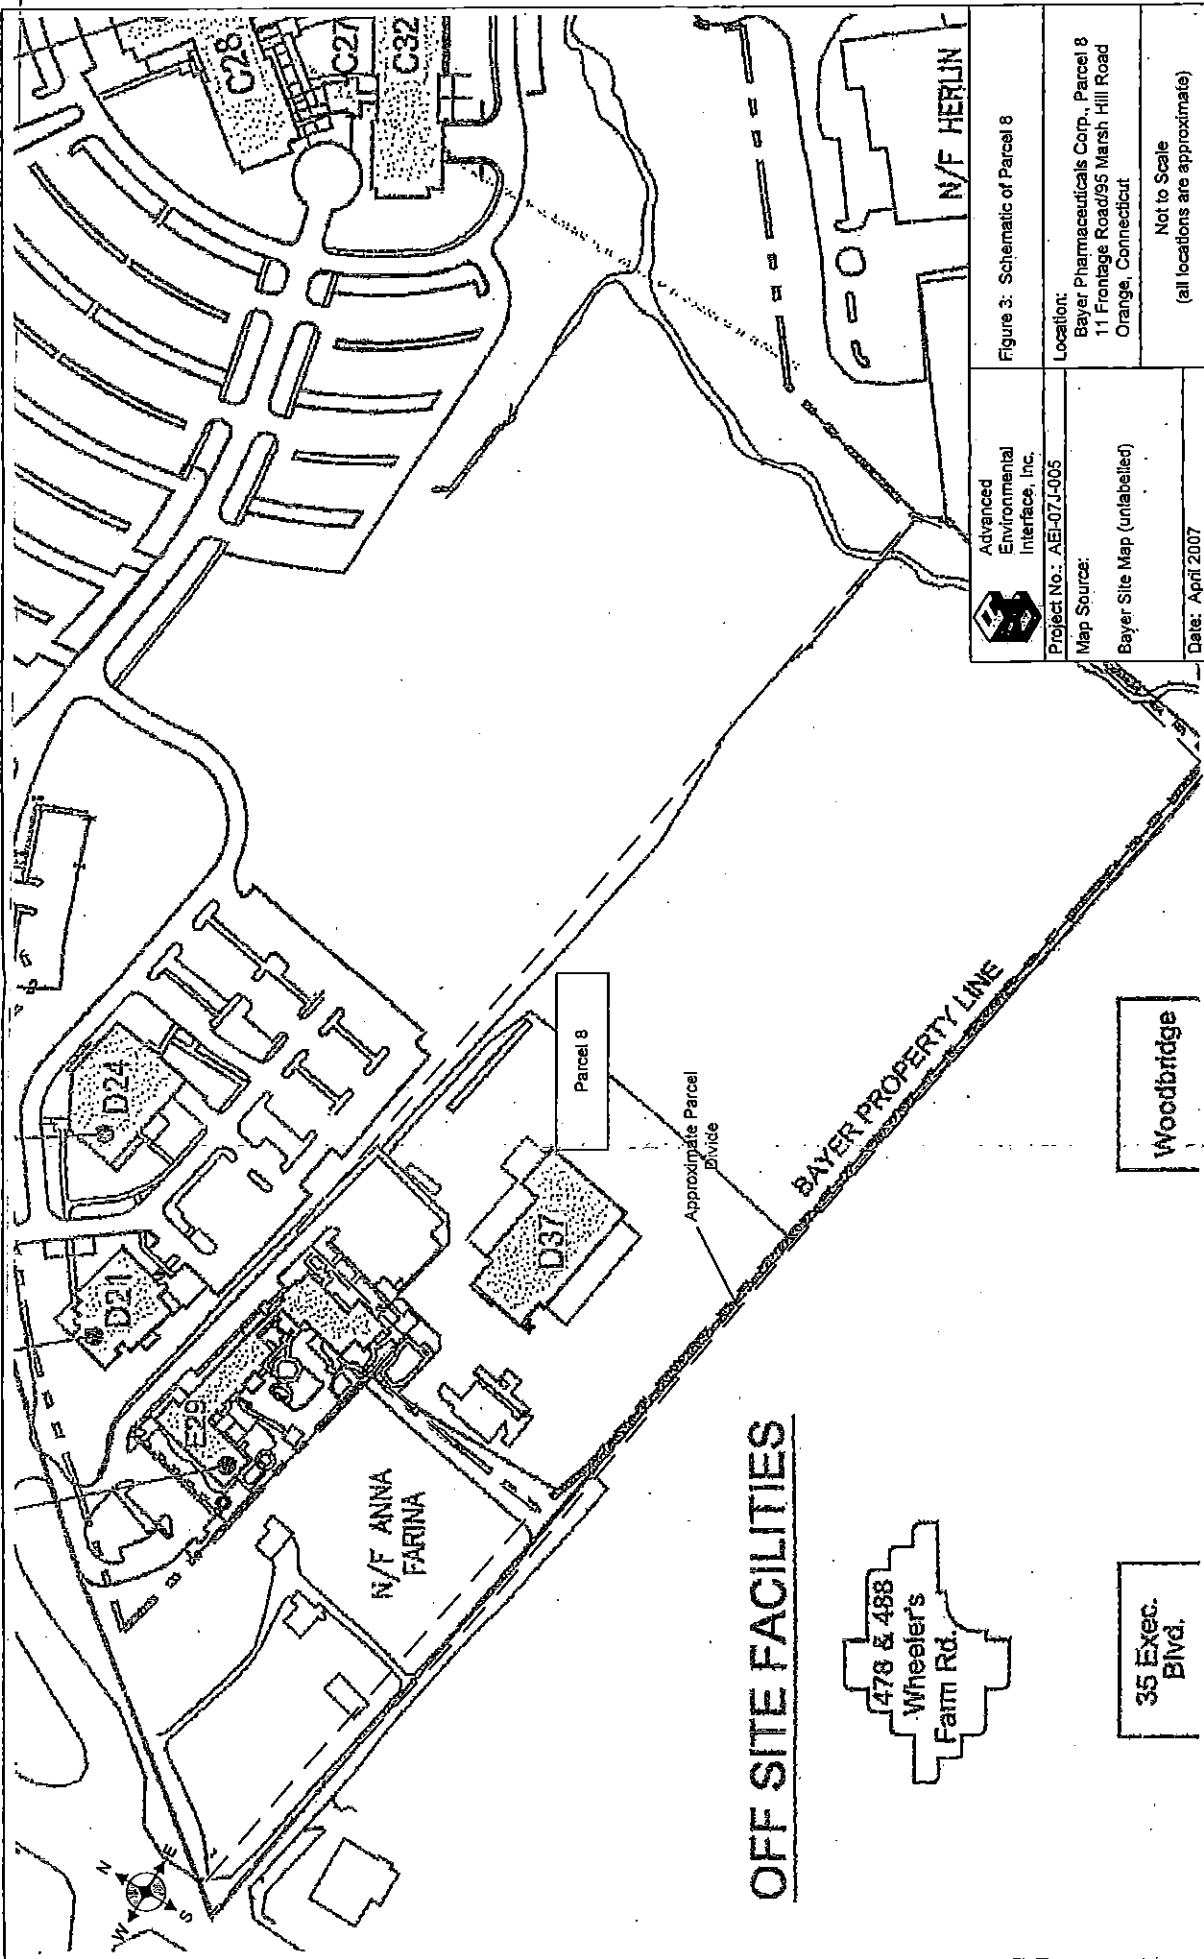 C28
C27
C32
D24
D21
E29
D37
N/F ANNA
FARINA
N/F HERLIN
Parcel 8
Approximate Parcel
Divide
BAYER PROPERTY LINE
N
E
S
W
OFF SITE FACILITIES
478 & 488
Wheeler's
Farm Rd.
35 Exec.
Blvd.
Woodbridge
Advanced
Environmental
Interface, Inc.
Project No.: AEI-07J-005
Map Source:
Bayer Site Map (unlabelled)
Date: April 2007
Figure 3: Schematic of Parcel 8
Location:
Bayer Pharmaceuticals Corp., Parcel 8
11 Frontage Road/95 Marsh Hill Road
Orange, Connecticut
Not to Scale
(all locations are approximate)